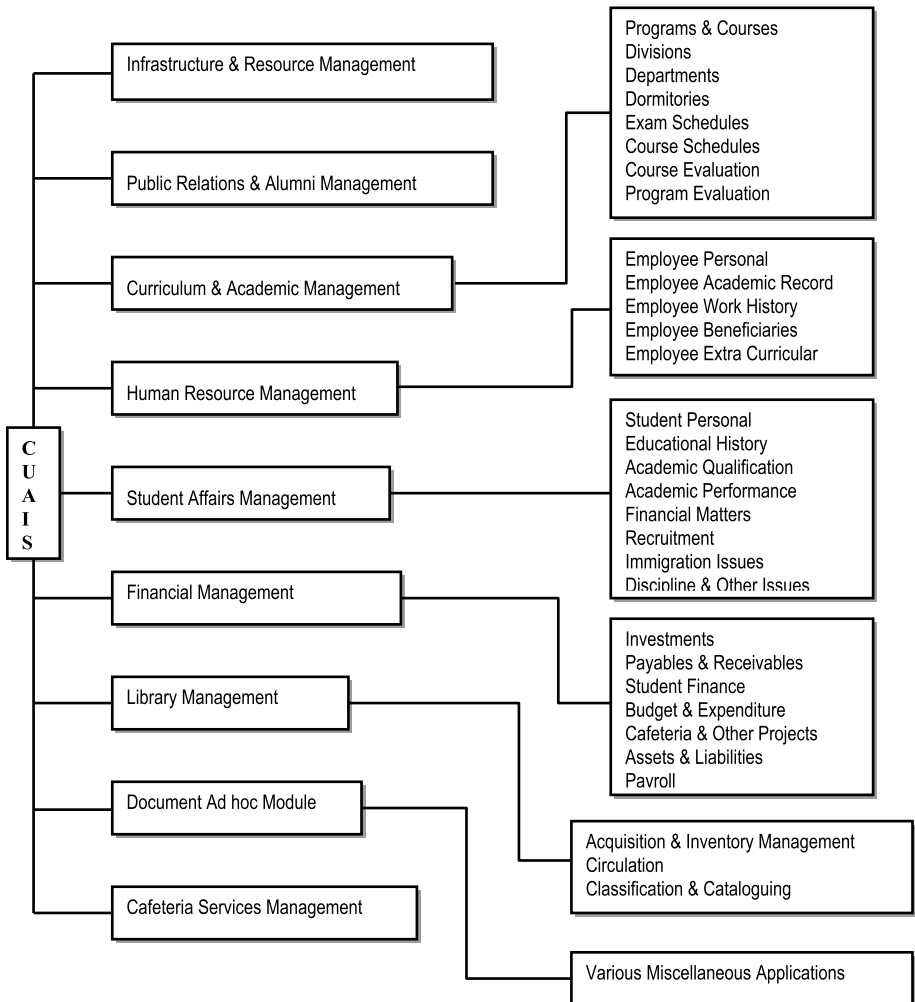 Infrastructure & Resource Management
Public Relations & Alumni Management
Curriculum & Academic Management
Human Resource Management
C
U
A
I
S
Student Affairs Management
Financial Management
Library Management
Document Ad hoc Module
Cafeteria Services Management
Programs & Courses
Divisions
Departments
Dormitories
Exam Schedules
Course Schedules
Course Evaluation
Program Evaluation
Employee Personal
Employee Academic Record
Employee Work History
Employee Beneficiaries
Employee Extra Curricular
Student Personal
Educational History
Academic Qualification
Academic Performance
Financial Matters
Recruitment
Immigration Issues
Discipline & Other Issues
Investments
Payables & Receivables
Student Finance
Budget & Expenditure
Cafeteria & Other Projects
Assets & Liabilities
Payroll
Acquisition & Inventory Management
Circulation
Classification & Cataloguing
Various Miscellaneous Applications